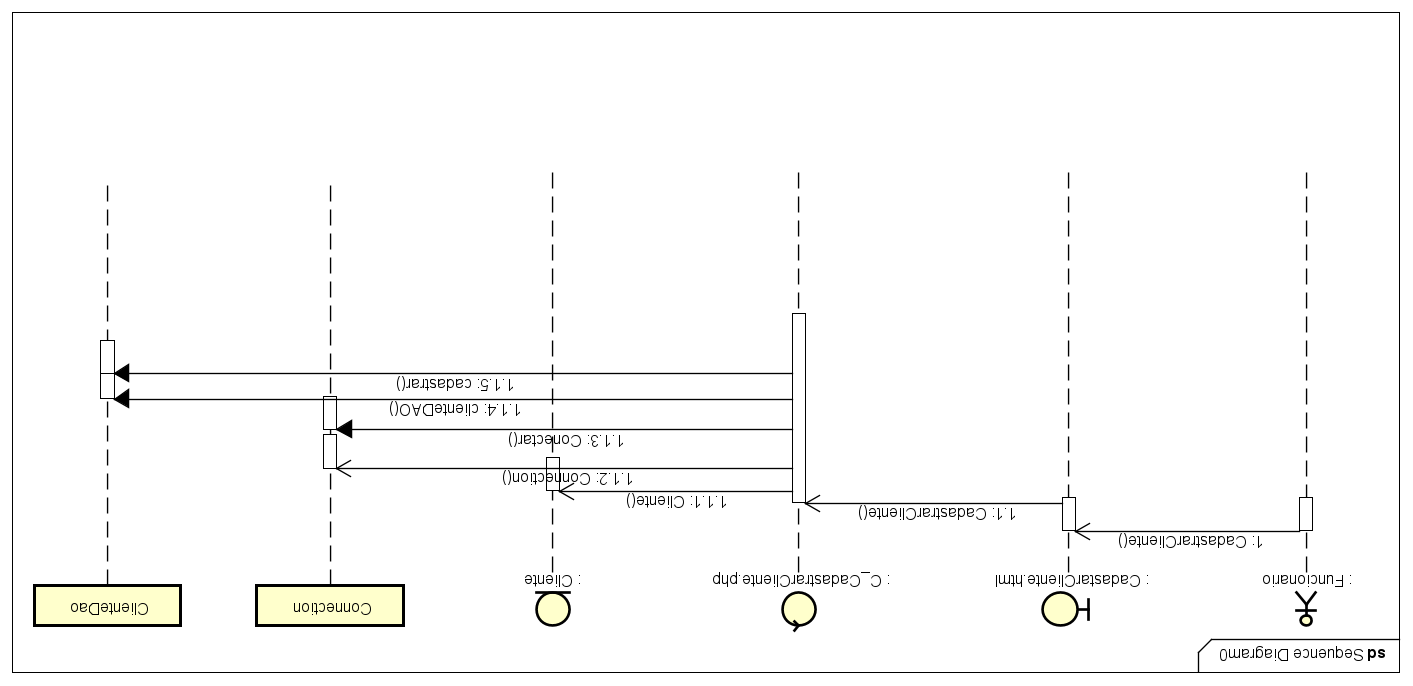 sd Sequence Diagram0
: Funcionario
: CadastarCliente.html
: C_CadastrarCliente.php
: Cliente
Connection
ClienteDao
1: CadastrarCliente()
1.1: CadastrarCliente()
1.1.1: Cliente()
1.1.2: Connection()
1.1.3: Conectar()
1.1.4: clienteDAO()
1.1.5: cadastrar()